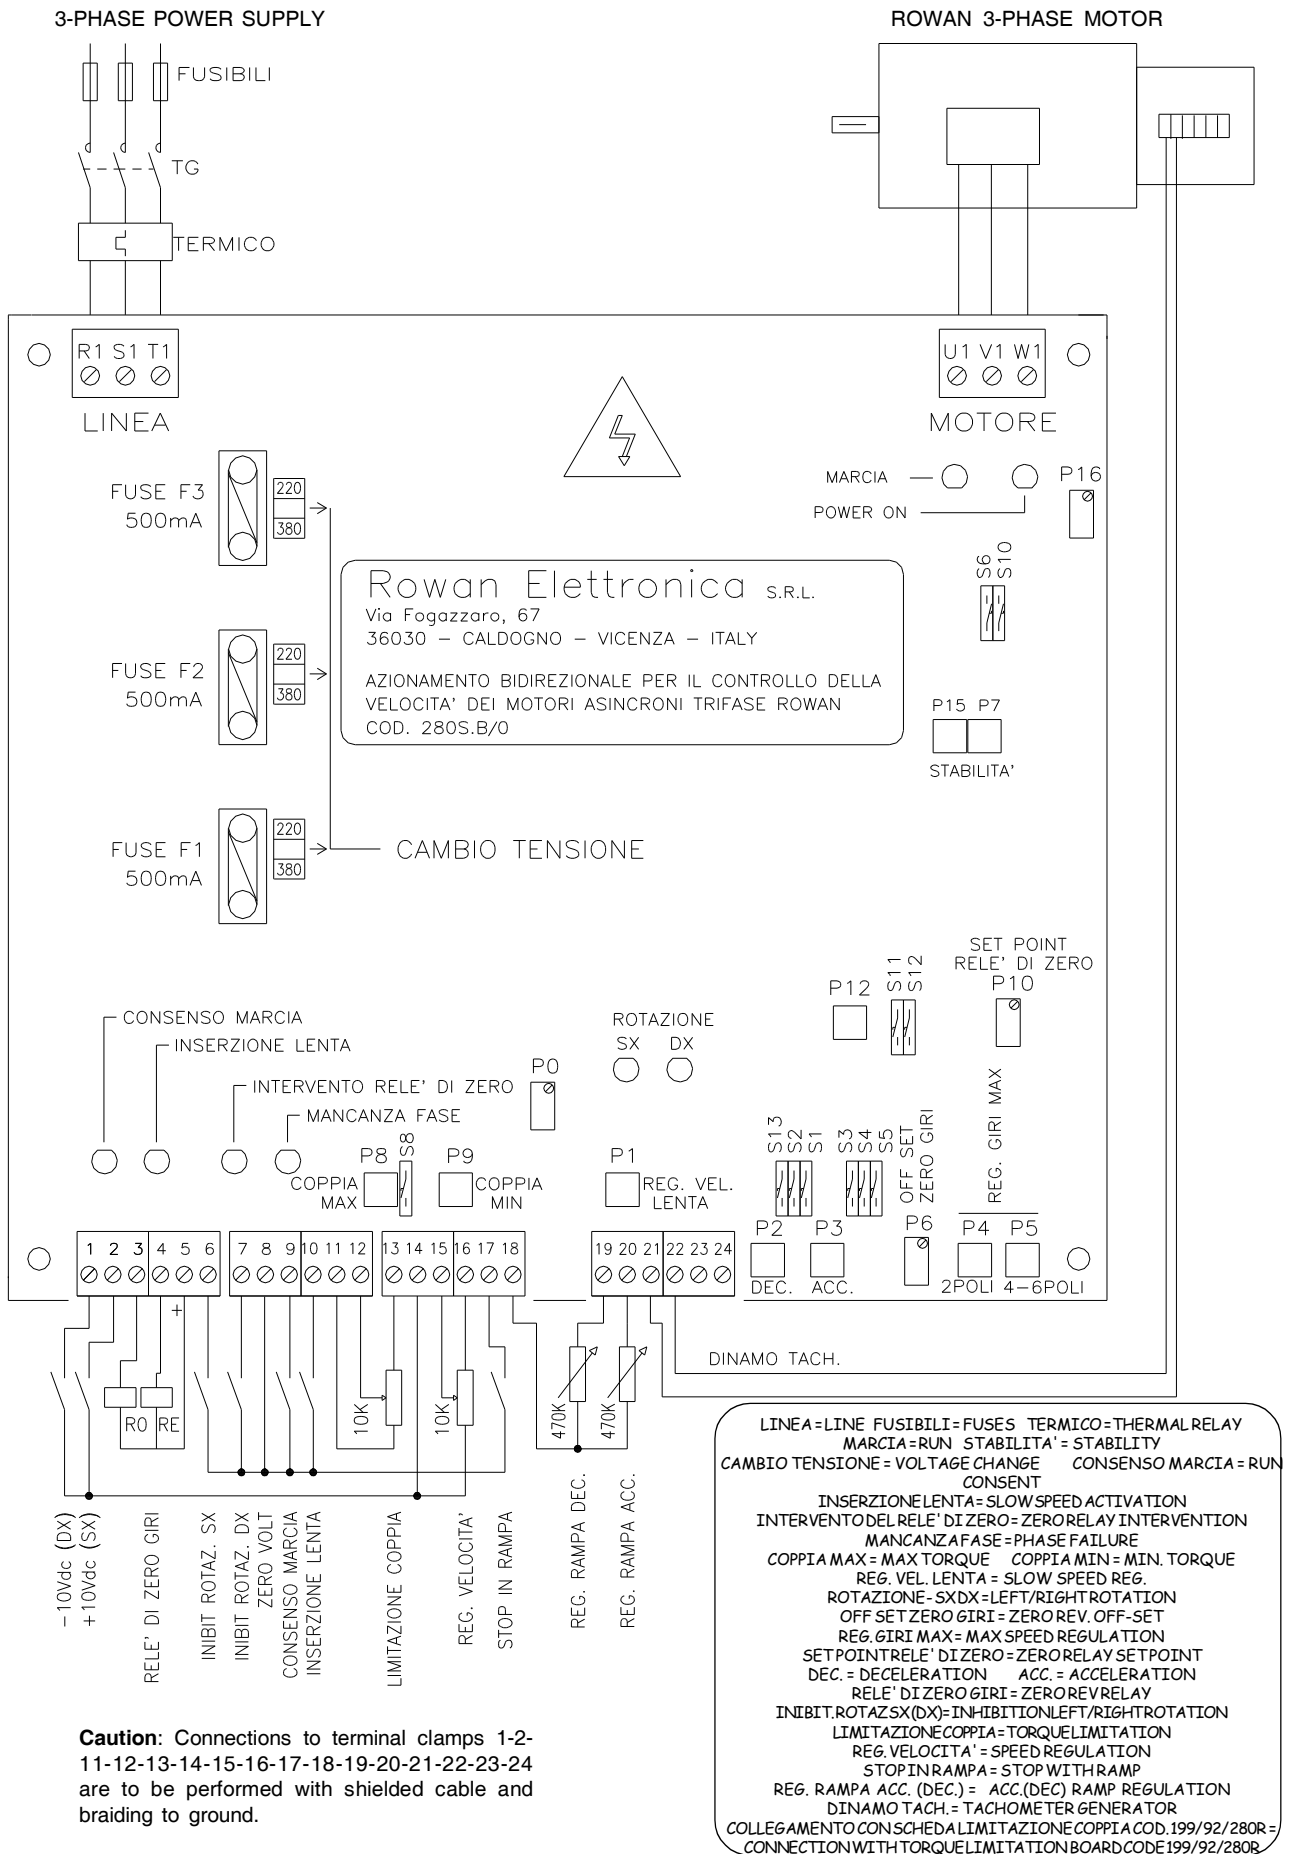 3-PHASE POWER SUPPLY
ROWAN 3-PHASE MOTOR
FUSIBILI
TG
TERMICO
R1 S1 T1
LINEA
U1 V1 W1
MOTORE
MARCIA
POWER ON
P16
FUSE F3
500mA
220
380
S6
S10
Rowan Elettronica S.R.L.
Via Fogazzaro, 67
36030 – CALDOGNO – VICENZA – ITALY
AZIONAMENTO BIDIREZIONALE PER IL CONTROLLO DELLA
VELOCITA' DEI MOTORI ASINCRONI TRIFASE ROWAN
COD. 280S.B/0
FUSE F2
500mA
220
380
P15 P7
STABILITA'
FUSE F1
500mA
220
380
CAMBIO TENSIONE
SET POINT
RELE' DI ZERO
P10
S11
S12
P12
CONSENSO MARCIA
INSERZIONE LENTA
ROTAZIONE
SX DX
INTERVENTO RELE' DI ZERO
P0
MANCANZA FASE
P8
S8
P9
COPPIA
MAX
COPPIA
MIN
P1
REG. VEL.
LENTA
S13
S2
S1
S3
S4
S5
OFF SET
ZERO GIRI
REG. GIRI MAX
P2
P3
P6
P4
P5
DEC.
ACC.
2POLI
4-6POLI
1 2 3 4 5 6
7 8 9 10 11 12
13 14 15 16 17 18
19 20 21 22 23 24
+
DINAMO TACH.
R0
RE
10K
10K
470K
470K
-10Vdc (DX)
+10Vdc (SX)
RELE' DI ZERO GIRI
INIBIT ROTAZ. SX
INIBIT ROTAZ. DX
ZERO VOLT
CONSENSO MARCIA
INSERZIONE LENTA
LIMITAZIONE COPPIA
REG. VELOCITA'
STOP IN RAMPA
REG. RAMPA DEC.
REG. RAMPA ACC.
LINEA=LINE FUSIBILI=FUSES TERMICO=THERMAL RELAY
MARCIA=RUN STABILITA'= STABILITY
CAMBIO TENSIONE = VOLTAGE CHANGE CONSENSO MARCIA = RUN
CONSENT
INSERZIONE LENTA= SLOW SPEED ACTIVATION
INTERVENTO DEL RELE' DI ZERO= ZERO RELAY INTERVENTION
MANCANZA FASE=PHASE FAILURE
COPPIA MAX = MAX TORQUE COPPIA MIN = MIN. TORQUE
REG. VEL. LENTA = SLOW SPEED REG.
ROTAZIONE-SX DX=LEFT/RIGHT ROTATION
OFF SET ZERO GIRI = ZERO REV. OFF-SET
REG. GIRI MAX= MAX SPEED REGULATION
SET POINT RELE' DI ZERO=ZERO RELAY SET POINT
DEC. = DECELERATION ACC. = ACCELERATION
RELE' DI ZERO GIRI= ZERO REV RELAY
INIBIT.ROTAZ SX (DX)=INHIBITION LEFT/RIGHT ROTATION
LIMITAZIONE COPPIA=TORQUE LIMITATION
REG. VELOCITA' = SPEED REGULATION
STOP IN RAMPA= STOP WITH RAMP
REG. RAMPA ACC. (DEC.) = ACC.(DEC) RAMP REGULATION
DINAMO TACH.= TACHOMETER GENERATOR
COLLEGAMENTO CON SCHEDA LIMITAZIONE COPPIA COD. 199/92/280R =
CONNECTION WITH TORQUE LIMITATION BOARD CODE 199/92/280R
Caution: Connections to terminal clamps 1-2-
11-12-13-14-15-16-17-18-19-20-21-22-23-24
are to be performed with shielded cable and
braiding to ground.